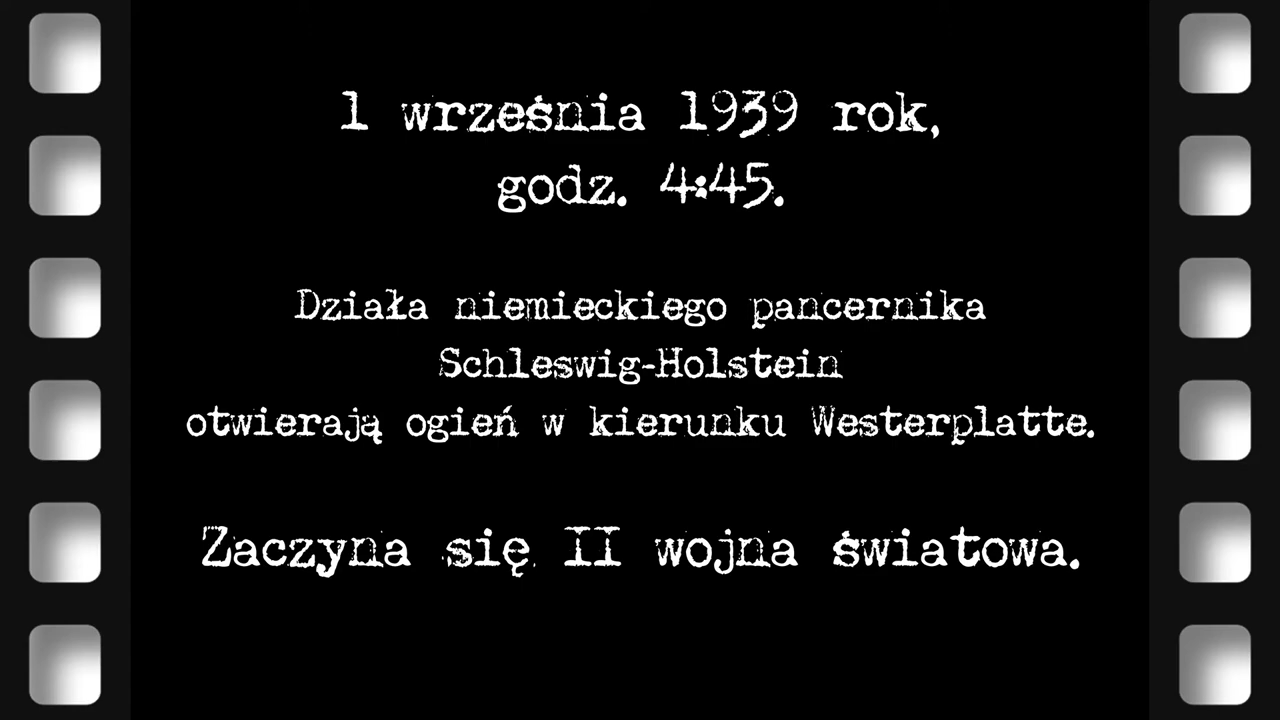 1 września 1939 rok,
godz. 4:45.
Działa niemieckiego pancernika
Schleswig-Holstein
otwierają ogień w kierunku Westerplatte.
Zaczyna się II wojna światowa.